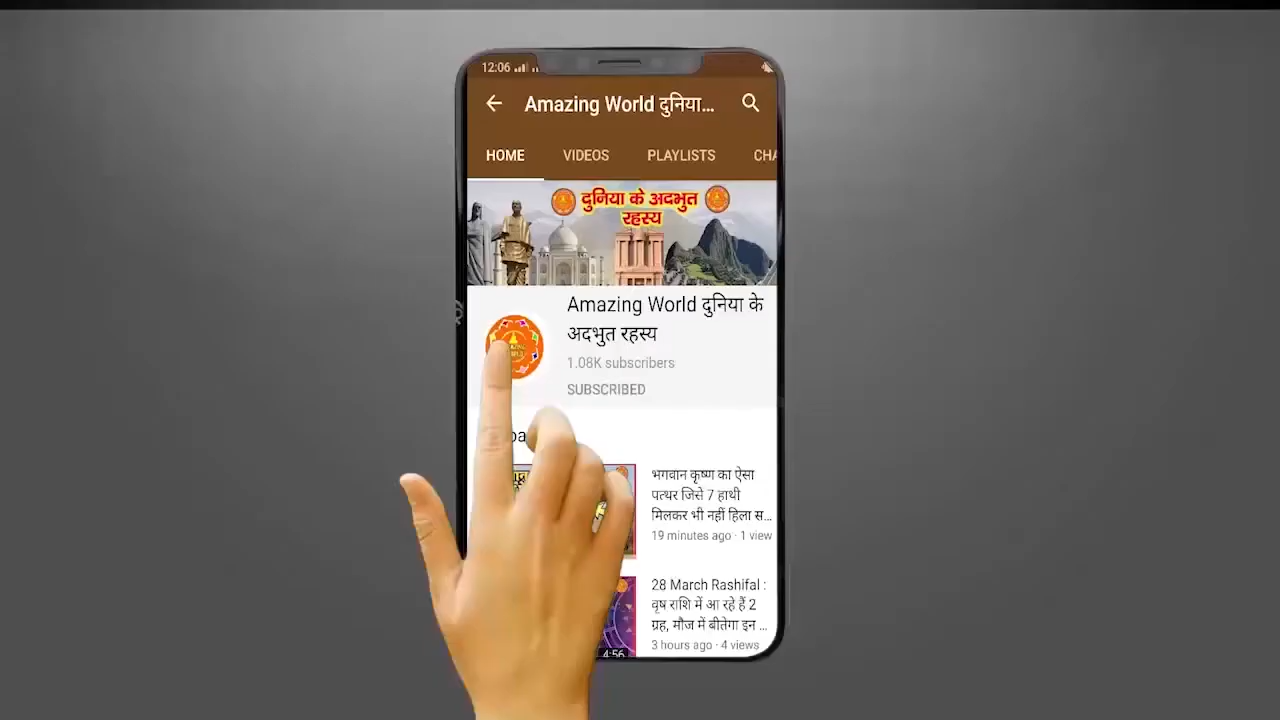 12:06
Amazing World दुनिया...
HOME VIDEOS PLAYLISTS CHA
दुनिया के अदभुत
रहस्य
Amazing World दुनिया के
अदभुत रहस्य
1.08K subscribers
SUBSCRIBED
भगवान कृष्ण का ऐसा
पत्थर जिसे 7 हाथी
मिलकर भी नहीं हिला स...
19 minutes ago · 1 view
28 March Rashifal :
वृष राशि में आ रहे हैं 2
ग्रह, मौज में बीतेगा इन ...
3 hours ago · 4 views
4:56